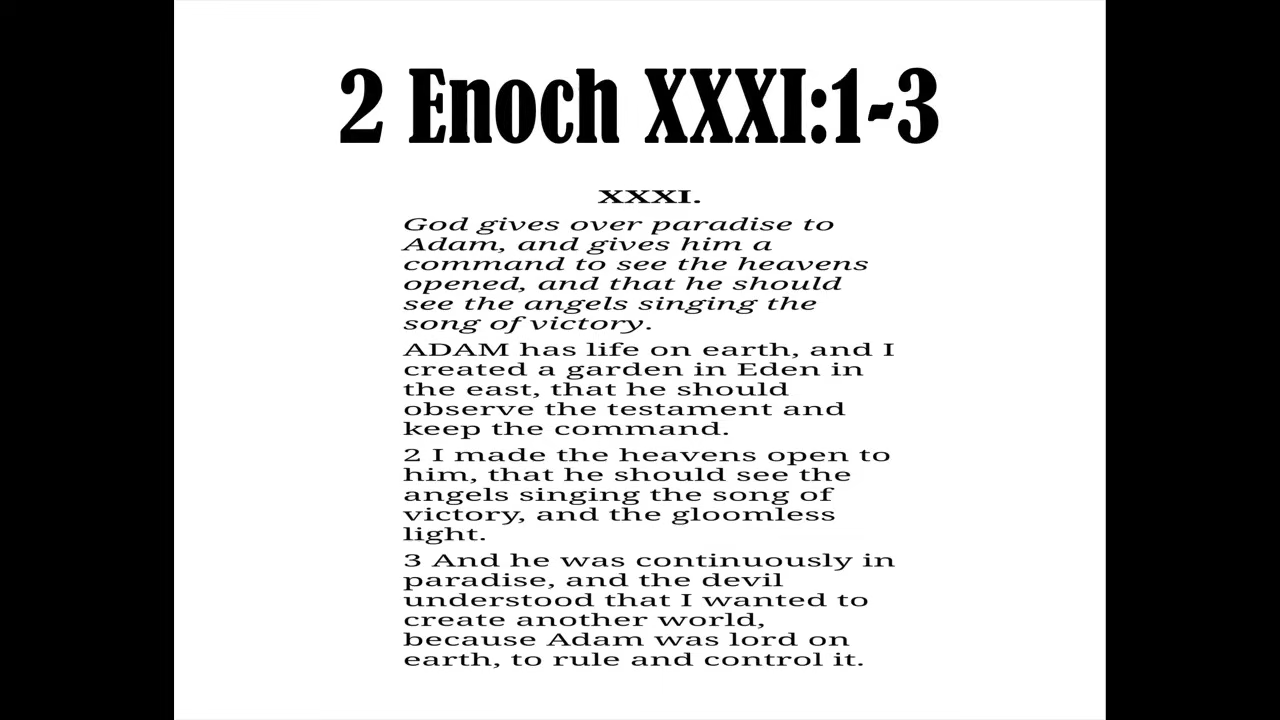 2 Enoch XXXI:1-3
XXXI.
God gives over paradise to
Adam, and gives him a
command to see the heavens
opened, and that he should
see the angels singing the
song of victory.
ADAM has life on earth, and I
created a garden in Eden in
the east, that he should
observe the testament and
keep the command.
2 I made the heavens open to
him, that he should see the
angels singing the song of
victory, and the gloomless
light.
3 And he was continuously in
paradise, and the devil
understood that I wanted to
create another world,
because Adam was lord on
earth, to rule and control it.